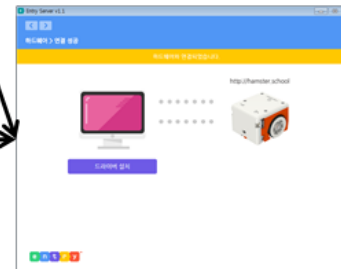 Entry Server v1.1
하드웨어 > 연결 성공
하드웨어가 연결되었습니다.
http://hamster.school
드라이버 설치
entry